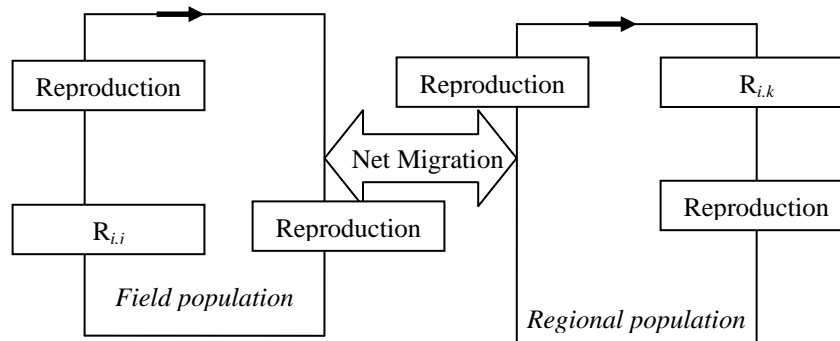 Reproduction
R i.j
Reproduction
Field population
Net Migration
Reproduction
R i.k
Reproduction
Regional population